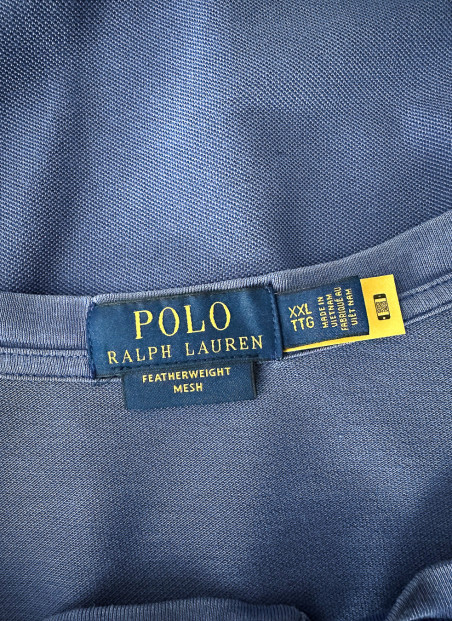 POLO
RALPH LAUREN
FEATHERWEIGHT
MESH
XXL
TTG
MADE IN
VIETNAM
FABRIQUÉ AU
VIÊT NAM